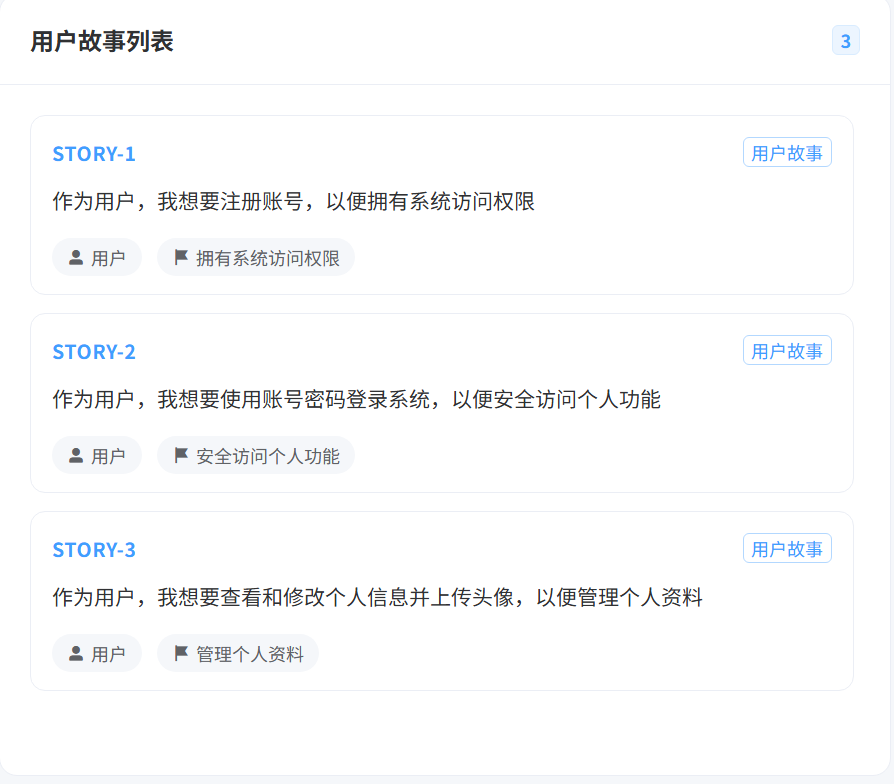 用户故事列表
3
STORY-1
用户故事
作为用户，我想要注册账号，以便拥有系统访问权限
用户
拥有系统访问权限
STORY-2
用户故事
作为用户，我想要使用账号密码登录系统，以便安全访问个人功能
用户
安全访问个人功能
STORY-3
用户故事
作为用户，我想要查看和修改个人信息并上传头像，以便管理个人资料
用户
管理个人资料